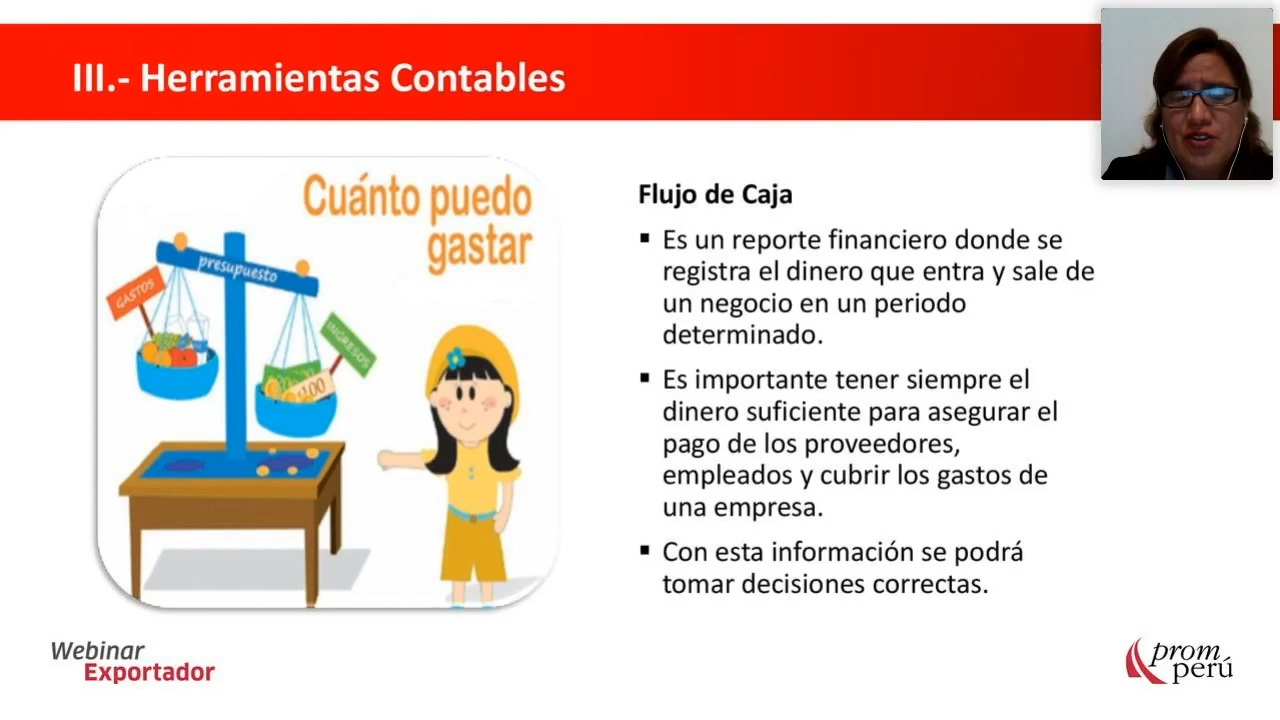 III.- Herramientas Contables
Cuánto puedo
gastar
presupuesto
GASTOS
INGRESOS
100
Flujo de Caja
▪ Es un reporte financiero donde se
registra el dinero que entra y sale de
un negocio en un periodo
determinado.
▪ Es importante tener siempre el
dinero suficiente para asegurar el
pago de los proveedores,
empleados y cubrir los gastos de
una empresa.
▪ Con esta información se podrá
tomar decisiones correctas.
Webinar
Exportador
prom
perú